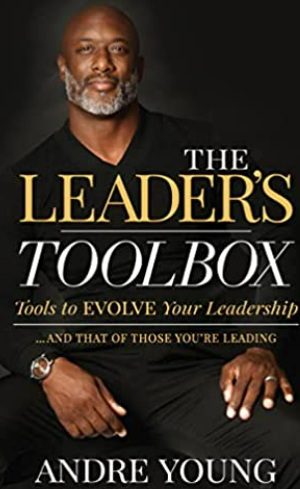 THE
LEADER'S
TOOLBOX
Tools to EVOLVE Your Leadership
...AND THAT OF THOSE YOU'RE LEADING
ANDRE YOUNG